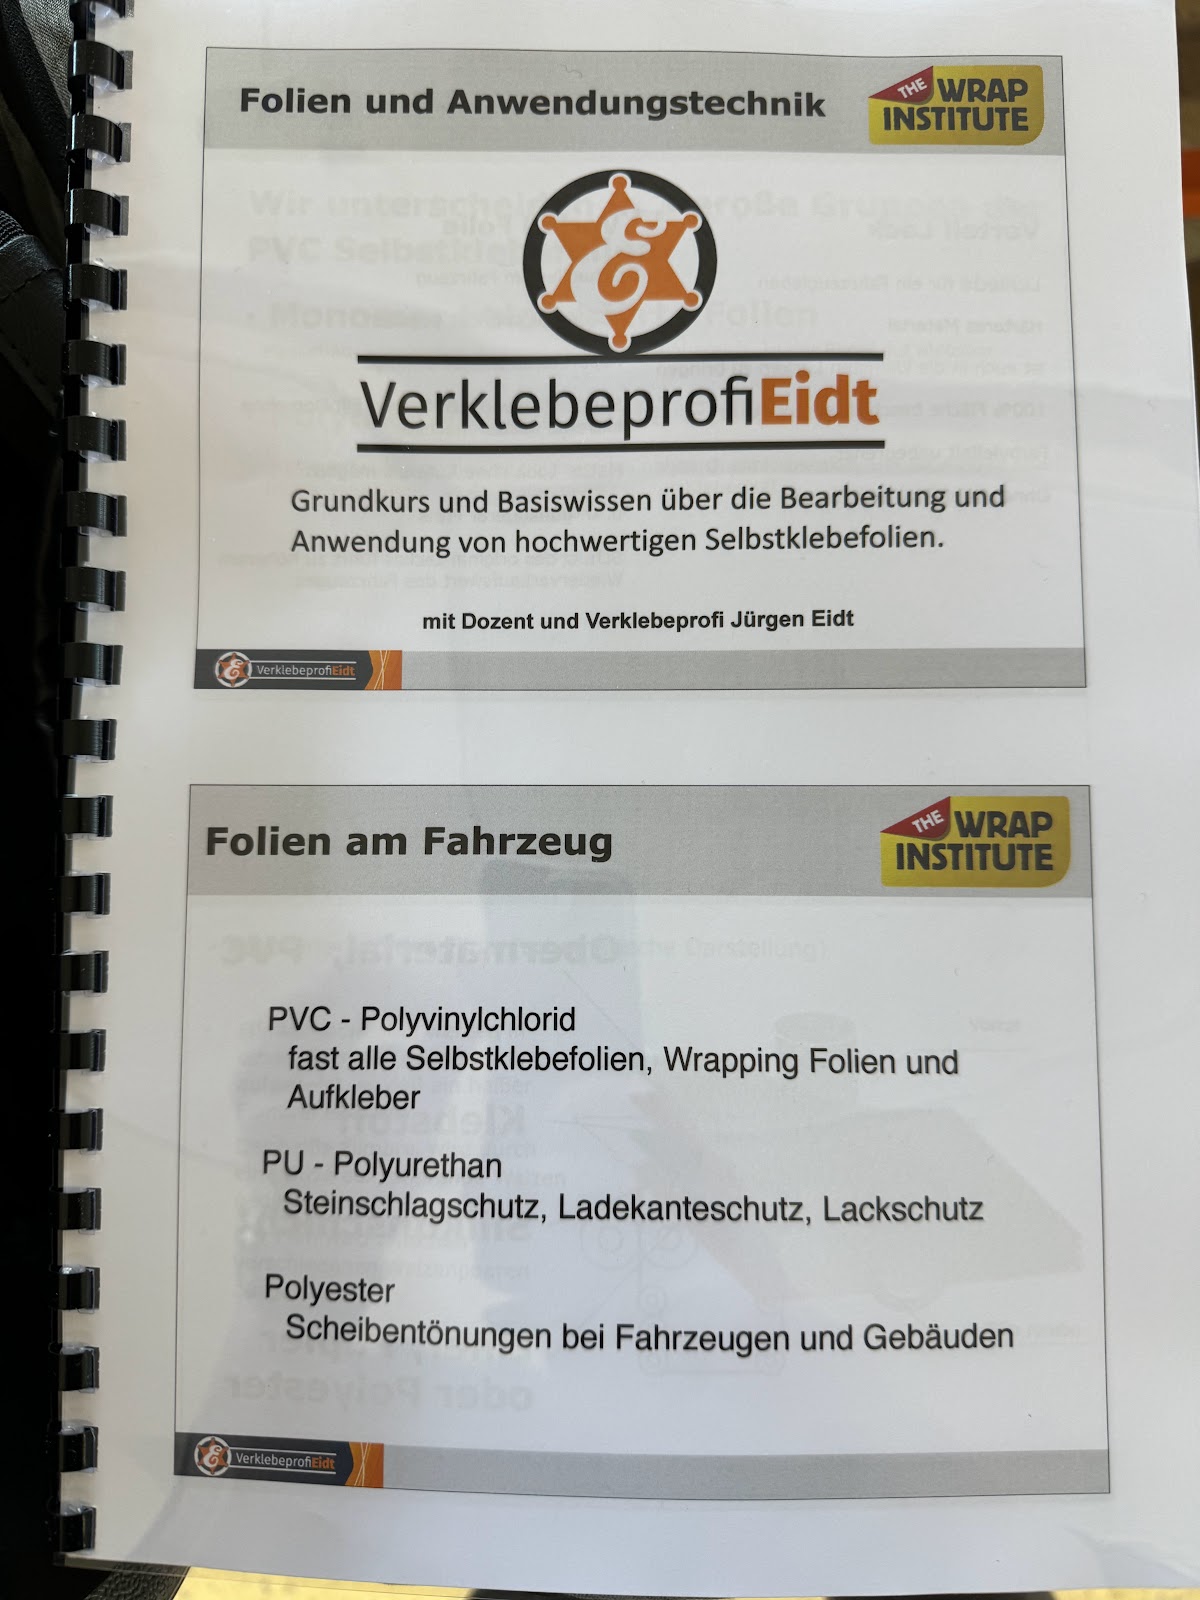 Folien und Anwendungstechnik
THE WRAP
INSTITUTE
VerklebeprofiEidt
Grundkurs und Basiswissen über die Bearbeitung und
Anwendung von hochwertigen Selbstklebefolien.
mit Dozent und Verklebeprofi Jürgen Eidt
VerklebeprofiEidt
Folien am Fahrzeug
THE WRAP
INSTITUTE
PVC - Polyvinylchlorid
fast alle Selbstklebefolien, Wrapping Folien und
Aufkleber
PU - Polyurethan
Steinschlagschutz, Ladekanteschutz, Lackschutz
Polyester
Scheibentönungen bei Fahrzeugen und Gebäuden
VerklebeprofiEidt